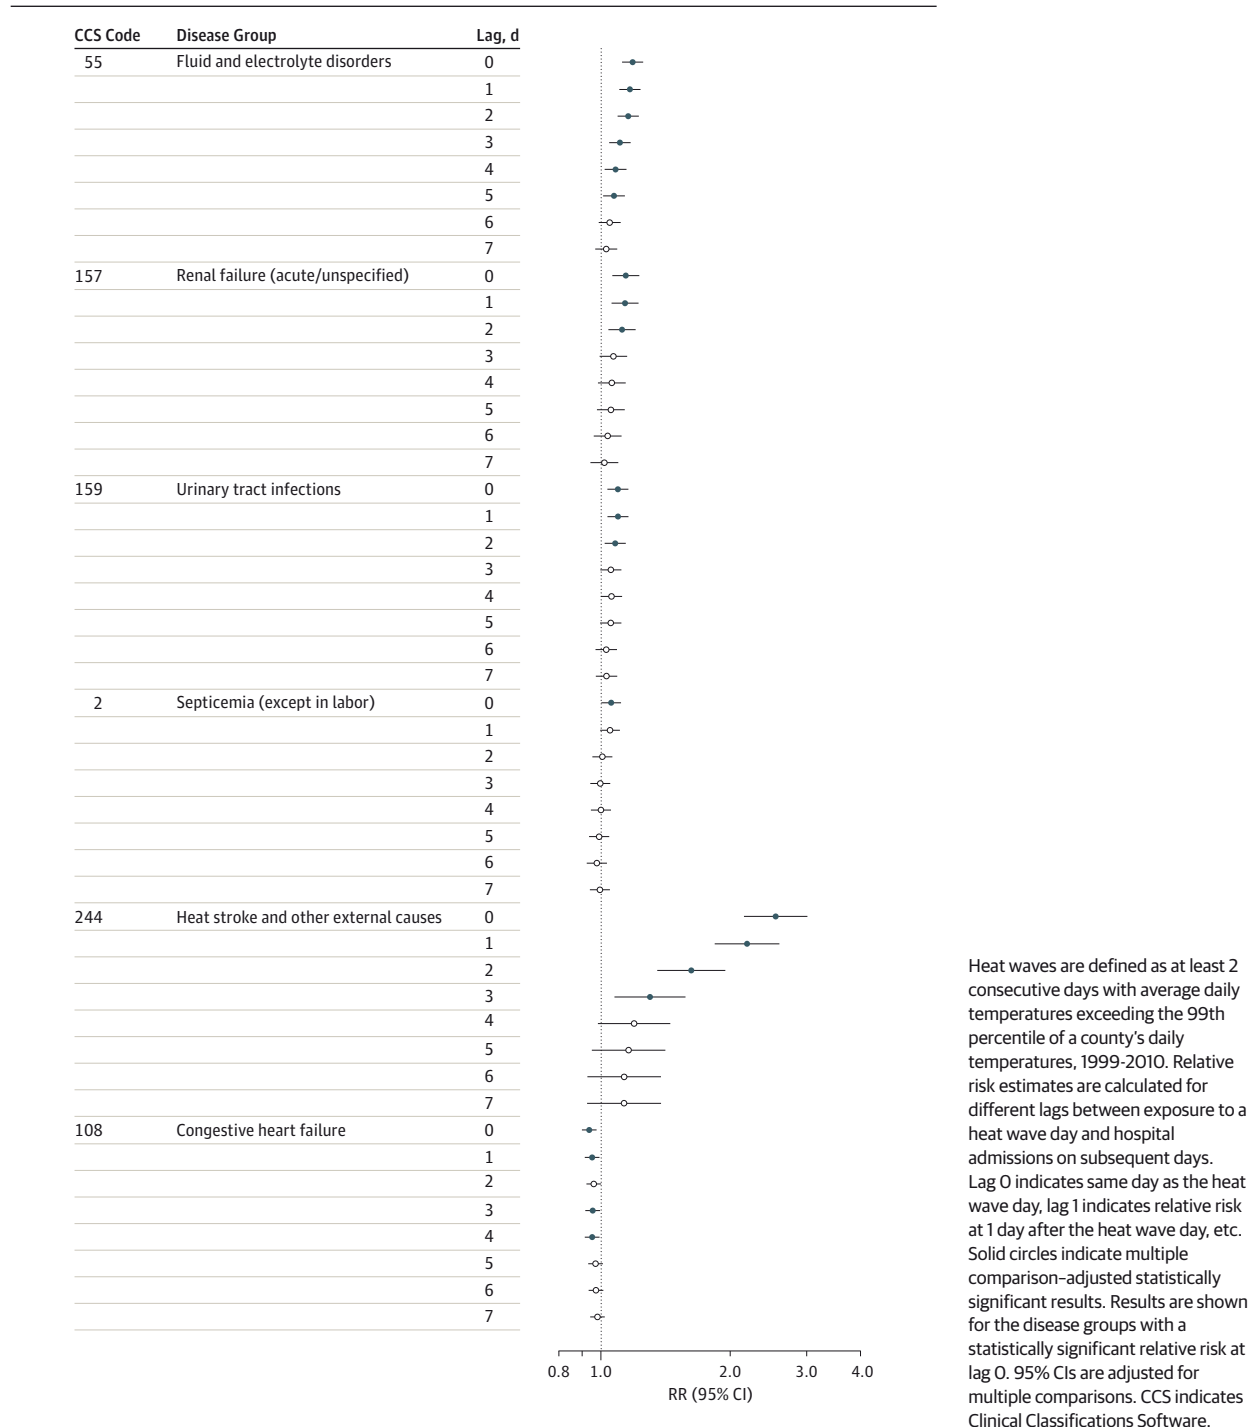 CCS Code Disease Group Lag, d
55 Fluid and electrolyte disorders 0
1
2
3
4
5
6
7
157 Renal failure (acute/unspecified) 0
1
2
3
4
5
6
7
159 Urinary tract infections 0
1
2
3
4
5
6
7
2 Septicemia (except in labor) 0
1
2
3
4
5
6
7
244 Heat stroke and other external causes 0
1
2
3
4
5
6
7
108 Congestive heart failure 0
1
2
3
4
5
6
7
0.8 1.0 2.0 3.0 4.0
RR (95% CI)
Heat waves are defined as at least 2
consecutive days with average daily
temperatures exceeding the 99th
percentile of a county's daily
temperatures, 1999-2010. Relative
risk estimates are calculated for
different lags between exposure to a
heat wave day and hospital
admissions on subsequent days.
Lag 0 indicates same day as the heat
wave day, lag 1 indicates relative risk
at 1 day after the heat wave day, etc.
Solid circles indicate multiple
comparison–adjusted statistically
significant results. Results are shown
for the disease groups with a
statistically significant relative risk at
lag 0. 95% CIs are adjusted for
multiple comparisons. CCS indicates
Clinical Classifications Software.